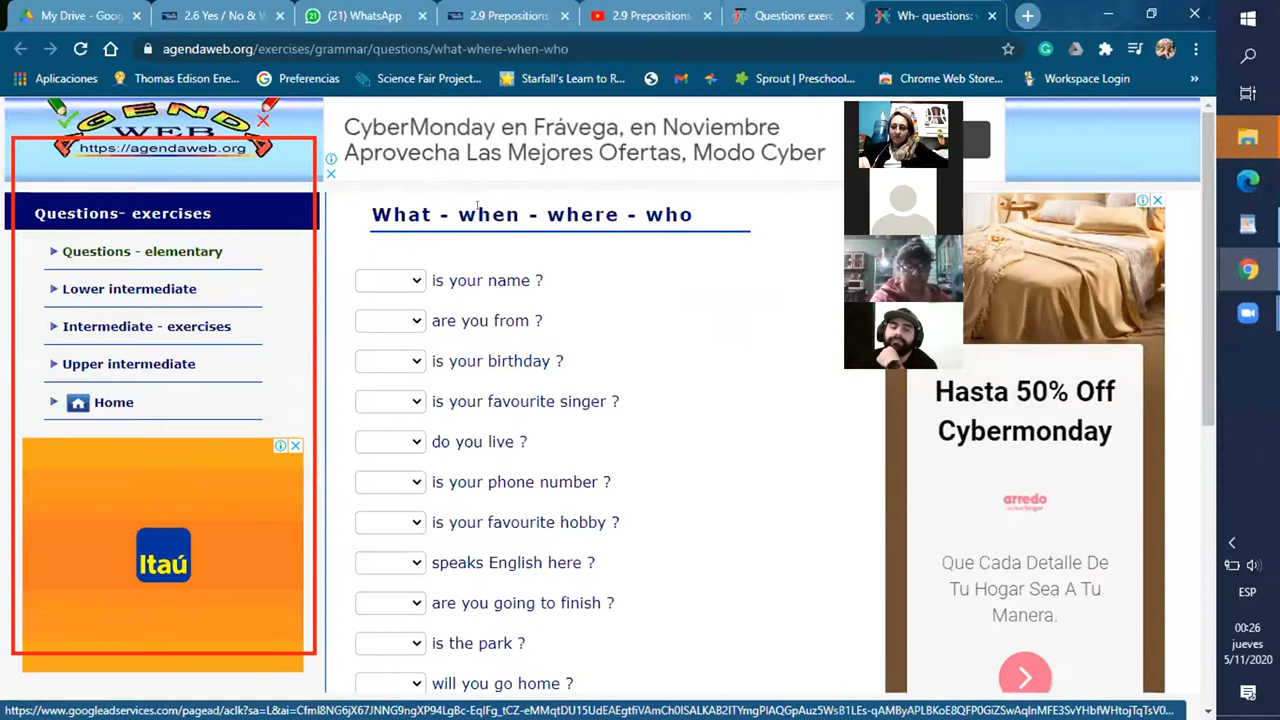 My Drive - Goog
2.6 Yes / No & W
(21) WhatsApp
2.9 Prepositions
2.9 Prepositions
Questions exerc
Wh- questions:
agendaweb.org/exercises/grammar/questions/what-where-when-who
Aplicaciones
Thomas Edison Ene...
Preferencias
Science Fair Project...
Starfall's Learn to R...
Sprout | Preschool...
Chrome Web Store...
Workspace Login
»
AGENDA
WEB
https://agendaweb.org
CyberMonday en Frávega, en Noviembre
Aprovecha Las Mejores Ofertas, Modo Cyber
Questions- exercises
Questions - elementary
Lower intermediate
Intermediate - exercises
Upper intermediate
Home
Itaú
What - when - where - who
is your name ?
are you from ?
is your birthday ?
is your favourite singer ?
do you live ?
is your phone number ?
is your favourite hobby ?
speaks English here ?
are you going to finish ?
is the park ?
will you go home ?
Hasta 50% Off
Cybermonday
arredo
Que Cada Detalle De
Tu Hogar Sea A Tu
Manera.
ESP
00:26
jueves
5/11/2020